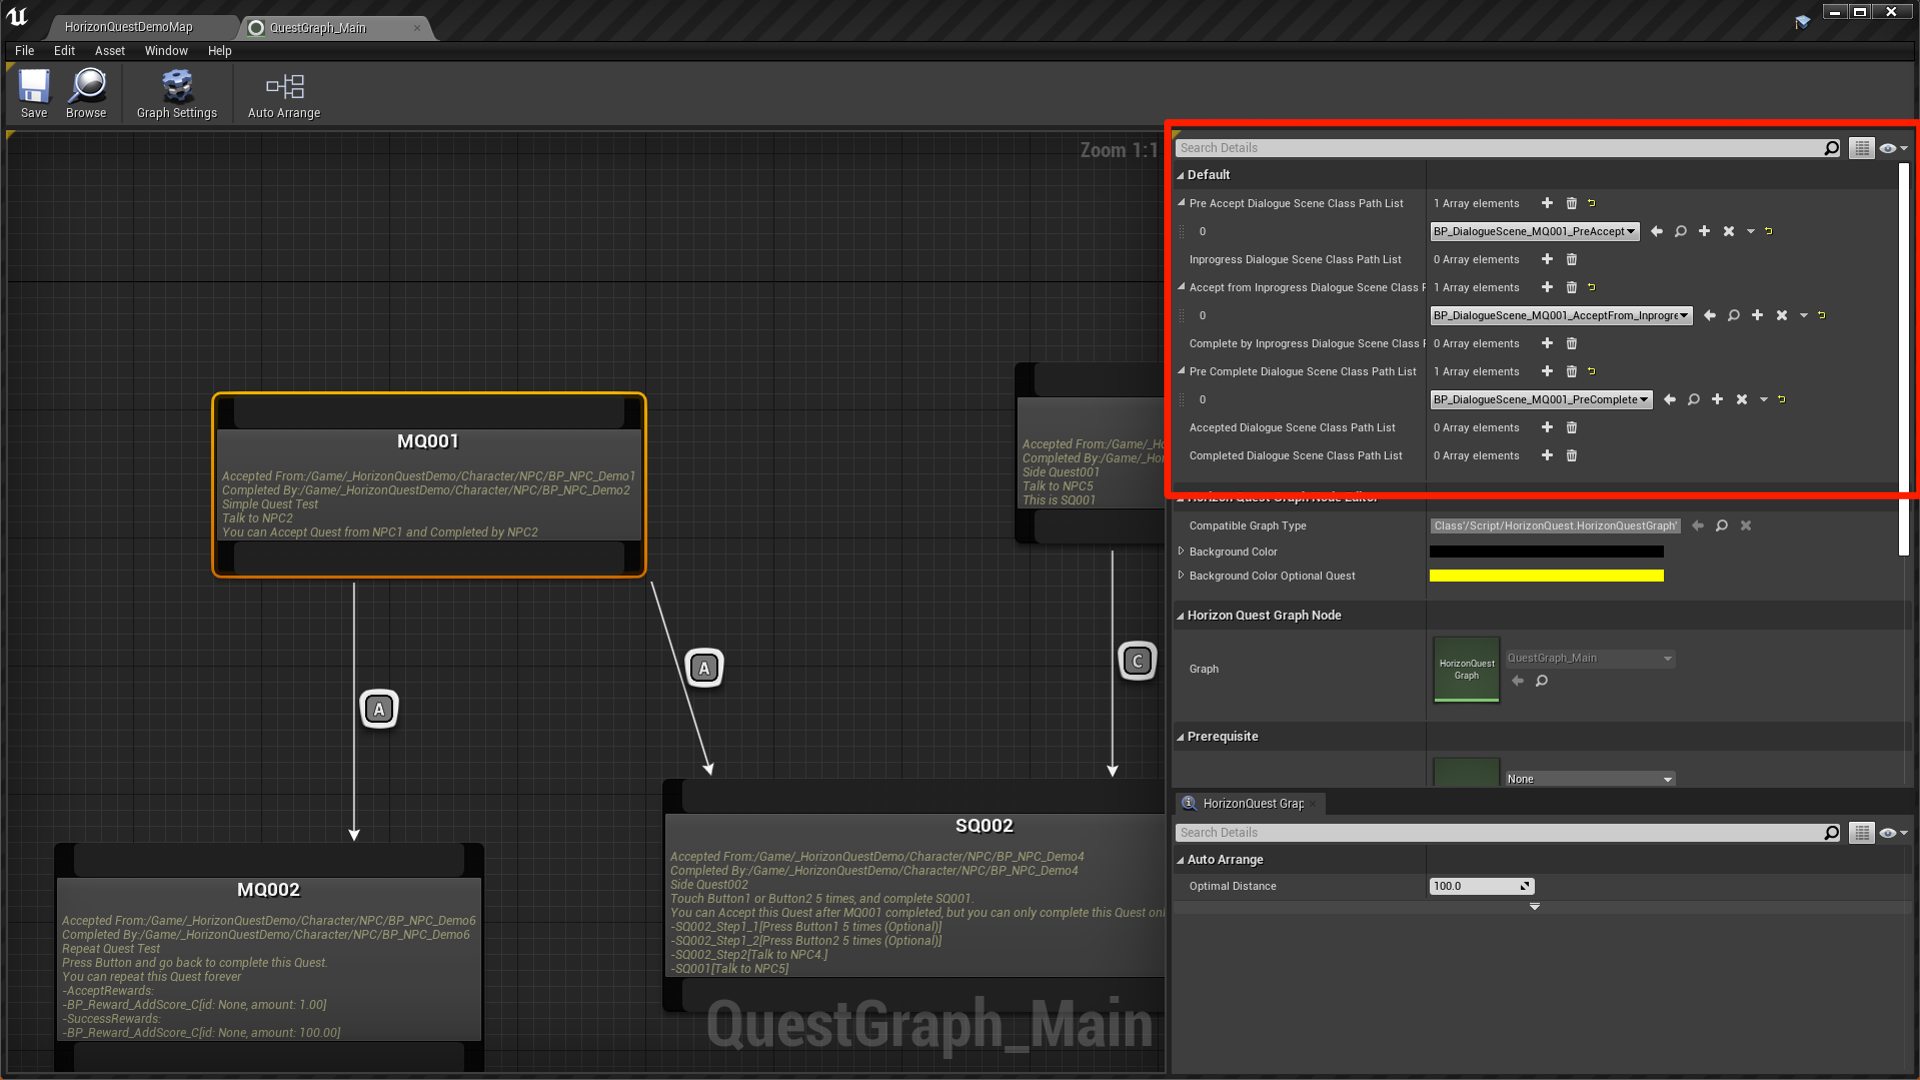 HorizonQuestDemoMap
QuestGraph_Main
File Edit Asset Window Help
Save
Browse
Graph Settings
Auto Arrange
Zoom 1:1
MQ001
Accepted From:/Game/_HorizonQuestDemo/Character/NPC/BP_NPC_Demo1
Completed By:/Game/_HorizonQuestDemo/Character/NPC/BP_NPC_Demo2
Simple Quest Test
Talk to NPC2
You can Accept Quest from NPC1 and Completed by NPC2
Accepted From:/Game/_H
Completed By:/Game/_Ho
Side Quest001
Talk to NPC5
This is SQ001
A
A
C
MQ002
Accepted From:/Game/_HorizonQuestDemo/Character/NPC/BP_NPC_Demo6
Completed By:/Game/_HorizonQuestDemo/Character/NPC/BP_NPC_Demo6
Repeat Quest Test
Press Button and go back to complete this Quest.
You can repeat this Quest forever
-AcceptRewards:
-BP_Reward_AddScore_C[id: None, amount: 1.00]
-SuccessRewards:
-BP_Reward_AddScore_C[id: None, amount: 100.00]
SQ002
Accepted From:/Game/_HorizonQuestDemo/Character/NPC/BP_NPC_Demo4
Completed By:/Game/_HorizonQuestDemo/Character/NPC/BP_NPC_Demo4
Side Quest002
Touch Button1 or Button2 5 times, and complete SQ001.
You can Accept this Quest after MQ001 completed, but you can only complete this Quest onl
-SQ002_Step1_1[Press Button1 5 times (Optional)]
-SQ002_Step1_2[Press Button2 5 times (Optional)]
-SQ002_Step2[Talk to NPC4.]
-SQ001[Talk to NPC5]
QuestGraph_Main
Search Details
Default
Pre Accept Dialogue Scene Class Path List 1 Array elements
0 BP_DialogueScene_MQ001_PreAccept
Inprogress Dialogue Scene Class Path List 0 Array elements
Accept from Inprogress Dialogue Scene Class P 1 Array elements
0 BP_DialogueScene_MQ001_AcceptFrom_Inprogre
Complete by Inprogress Dialogue Scene Class P 0 Array elements
Pre Complete Dialogue Scene Class Path List 1 Array elements
0 BP_DialogueScene_MQ001_PreComplete
Accepted Dialogue Scene Class Path List 0 Array elements
Completed Dialogue Scene Class Path List 0 Array elements
Horizon Quest Graph Node Editor
Compatible Graph Type Class'/Script/HorizonQuest.HorizonQuestGraph'
Background Color
Background Color Optional Quest
Horizon Quest Graph Node
Graph
HorizonQuest
Graph
QuestGraph_Main
Prerequisite
None
HorizonQuest Grap
Search Details
Auto Arrange
Optimal Distance 100.0